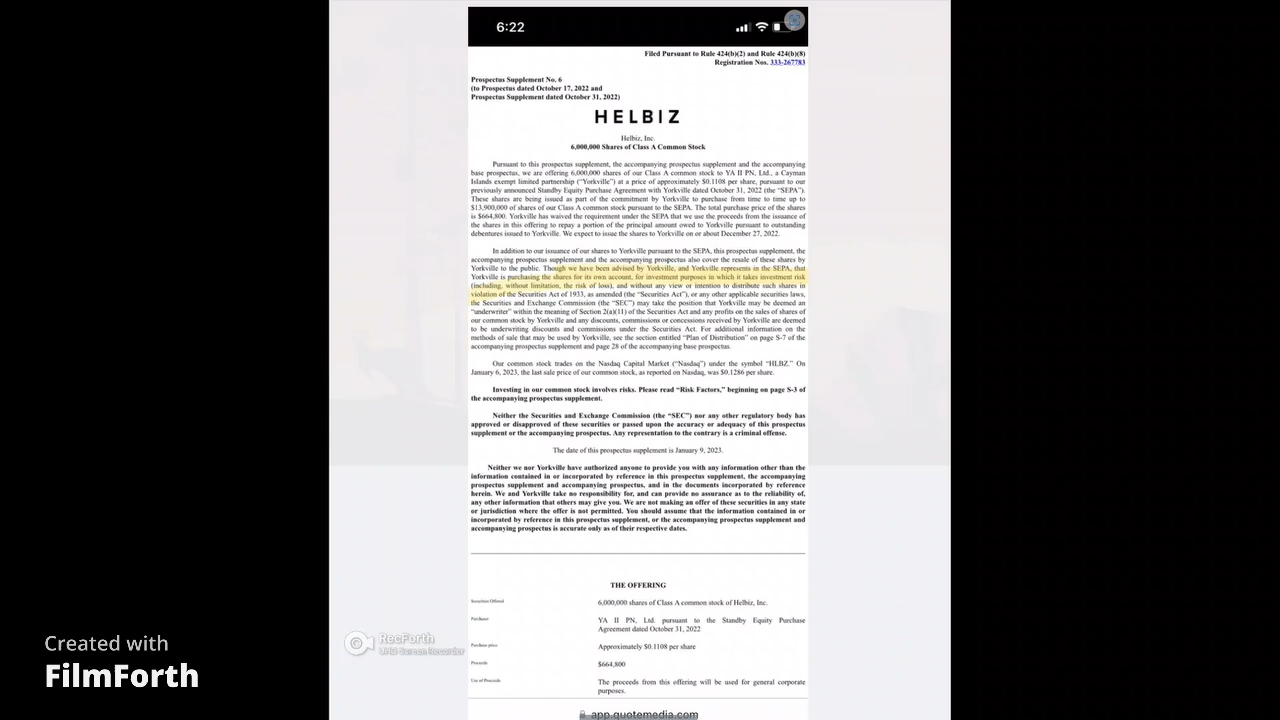 6:22
Filed Pursuant to Rule 424(b)(2) and Rule 424(b)(8)
Registration Nos. 333-267783
Prospectus Supplement No. 6
(to Prospectus dated October 17, 2022 and
Prospectus Supplement dated October 31, 2022)
HELBIZ
Helbiz, Inc.
6,000,000 Shares of Class A Common Stock
Pursuant to this prospectus supplement, the accompanying prospectus supplement and the accompanying
base prospectus, we are offering 6,000,000 shares of our Class A common stock to YA II PN, Ltd., a Cayman
Islands exempt limited partnership ("Yorkville") at a price of approximately $0.1108 per share, pursuant to our
previously announced Standby Equity Purchase Agreement with Yorkville dated October 31, 2022 (the "SEPA").
These shares are being issued as part of the commitment by Yorkville to purchase from time to time up to
$13,900,000 of shares of our Class A common stock pursuant to the SEPA. The total purchase price of the shares
is $664,800. Yorkville has waived the requirement under the SEPA that we use the proceeds from the issuance of
the shares in this offering to repay a portion of the principal amount owed to Yorkville pursuant to outstanding
debentures issued to Yorkville. We expect to issue the shares to Yorkville on or about December 27, 2022.
In addition to our issuance of our shares to Yorkville pursuant to the SEPA, this prospectus supplement, the
accompanying prospectus supplement and the accompanying base prospectus also cover the resale of these shares by
Yorkville to the public. Though we have been advised by Yorkville, and Yorkville represents in the SEPA, that
Yorkville is purchasing the shares for its own account, for investment purposes in which it takes investment risk
(including, without limitation, the risk of loss), and without any view or intention to distribute such shares in
violation of the Securities Act of 1933, as amended (the "Securities Act"), or any other applicable securities laws,
the Securities and Exchange Commission (the "SEC") may take the position that Yorkville may be deemed an
"underwriter" within the meaning of Section 2(a)(11) of the Securities Act and any profits on the sales of shares of
our common stock by Yorkville and any discounts, commissions or concessions received by Yorkville are deemed
to be underwriting discounts and commissions under the Securities Act. For additional information on the
methods of sale that may be used by Yorkville, see the section entitled "Plan of Distribution" on page S-7 of the
accompanying prospectus supplement and page 28 of the accompanying base prospectus.
Our common stock trades on the Nasdaq Capital Market ("Nasdaq") under the symbol "HLBZ." On
January 6, 2023, the last sale price of our common stock, as reported on Nasdaq, was $0.1286 per share.
Investing in our common stock involves risks. Please read "Risk Factors," beginning on page S-3 of
the accompanying prospectus supplement.
Neither the Securities and Exchange Commission (the "SEC") nor any other regulatory body has
approved or disapproved of these securities or passed upon the accuracy or adequacy of this prospectus
supplement or the accompanying prospectus. Any representation to the contrary is a criminal offense.
The date of this prospectus supplement is January 9, 2023.
Neither we nor Yorkville have authorized anyone to provide you with any information other than the
information contained in or incorporated by reference in this prospectus supplement, the accompanying
prospectus supplement and accompanying prospectus, and in the documents incorporated by reference
herein. We and Yorkville take no responsibility for, and can provide no assurance as to the reliability of,
any other information that others may give you. We are not making an offer of these securities in any state
or jurisdiction where the offer is not permitted. You should assume that the information contained in or
incorporated by reference in this prospectus supplement, or the accompanying prospectus supplement and
accompanying prospectus is accurate only as of their respective dates.
THE OFFERING
Securities Offered
6,000,000 shares of Class A common stock of Helbiz, Inc.
Purchaser
YA II PN, Ltd. pursuant to the Standby Equity Purchase
Agreement dated October 31, 2022
Purchase price
Approximately $0.1108 per share
Proceeds
$664,800
Use of Proceeds
The proceeds from this offering will be used for general corporate
purposes.
app.quotemedia.com
RecForth
UHD Screen Recorder
Created with
FilmForth